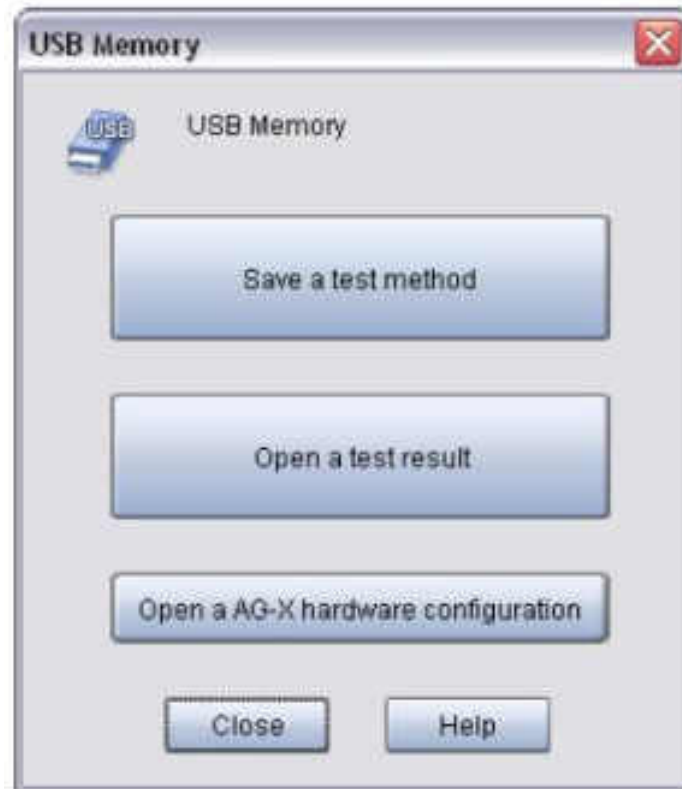 USB Memory
USB
USB Memory
Save a test method
Open a test result
Open a AG-X hardware configuration
Close
Help